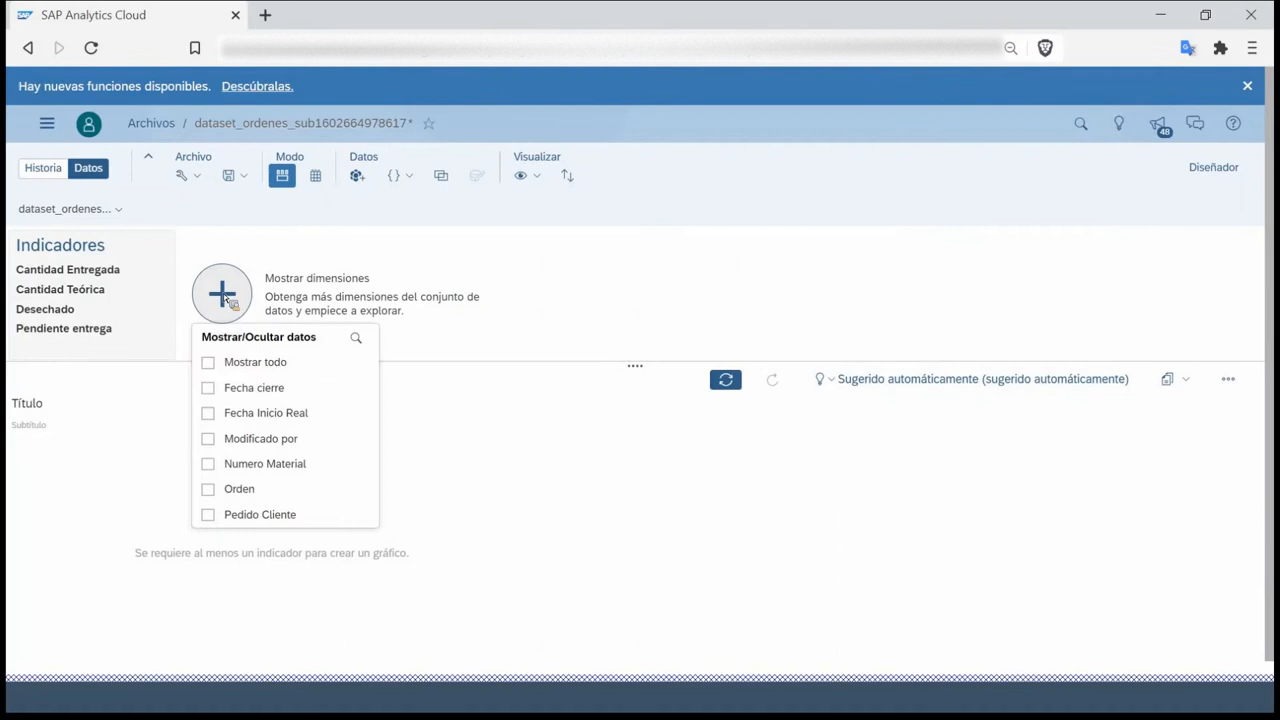 SAP Analytics Cloud
Hay nuevas funciones disponibles. Descúbralas.
Archivos / dataset_ordenes_sub1602664978617*
48
Historia Datos
Archivo
Modo
Datos
Visualizar
Diseñador
dataset_ordenes...
Indicadores
Cantidad Entregada
Cantidad Teórica
Desechado
Pendiente entrega
Mostrar dimensiones
Obtenga más dimensiones del conjunto de
datos y empiece a explorar.
Mostrar/Ocultar datos
Mostrar todo
Fecha cierre
Fecha Inicio Real
Modificado por
Numero Material
Orden
Pedido Cliente
Sugerido automáticamente (sugerido automáticamente)
Título
Subtítulo
Se requiere al menos un indicador para crear un gráfico.